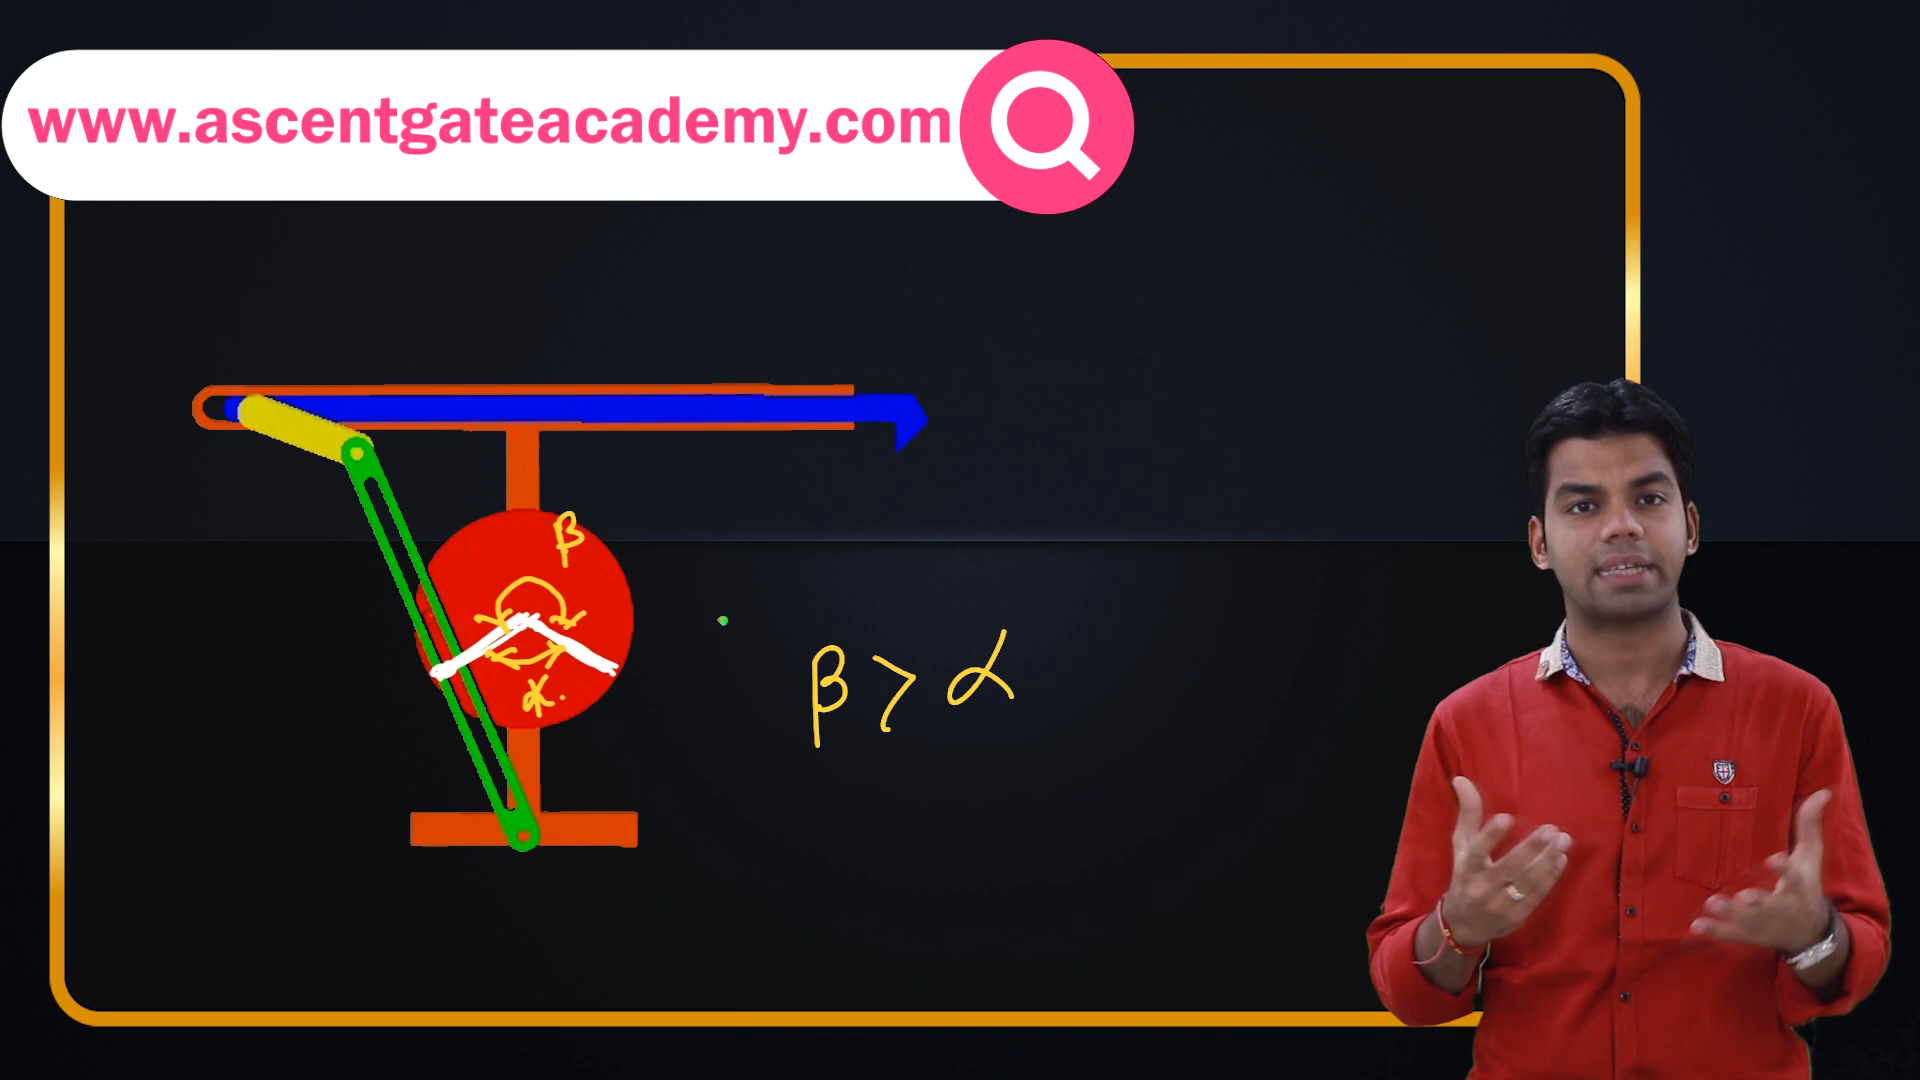 www.ascentgateacademy.com
β
α
β > α